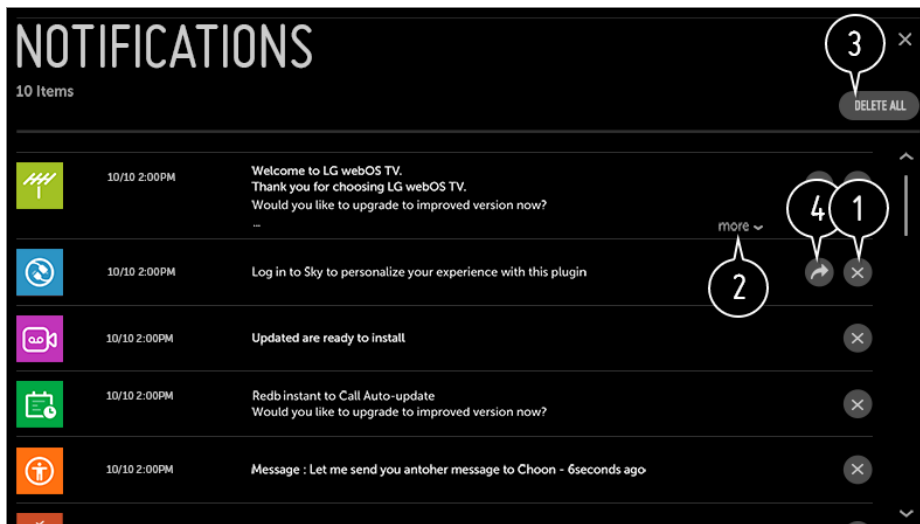 NOTIFICATIONS
3
10 Items
DELETE ALL
10/10 2:00PM
Welcome to LG webOS TV.
Thank you for choosing LG webOS TV.
Would you like to upgrade to improved version now?
...
more
4
1
2
10/10 2:00PM
Log in to Sky to personalize your experience with this plugin
10/10 2:00PM
Updated are ready to install
10/10 2:00PM
Redb instant to Call Auto-update
Would you like to upgrade to improved version now?
10/10 2:00PM
Message : Let me send you antoher message to Choon - 6seconds ago